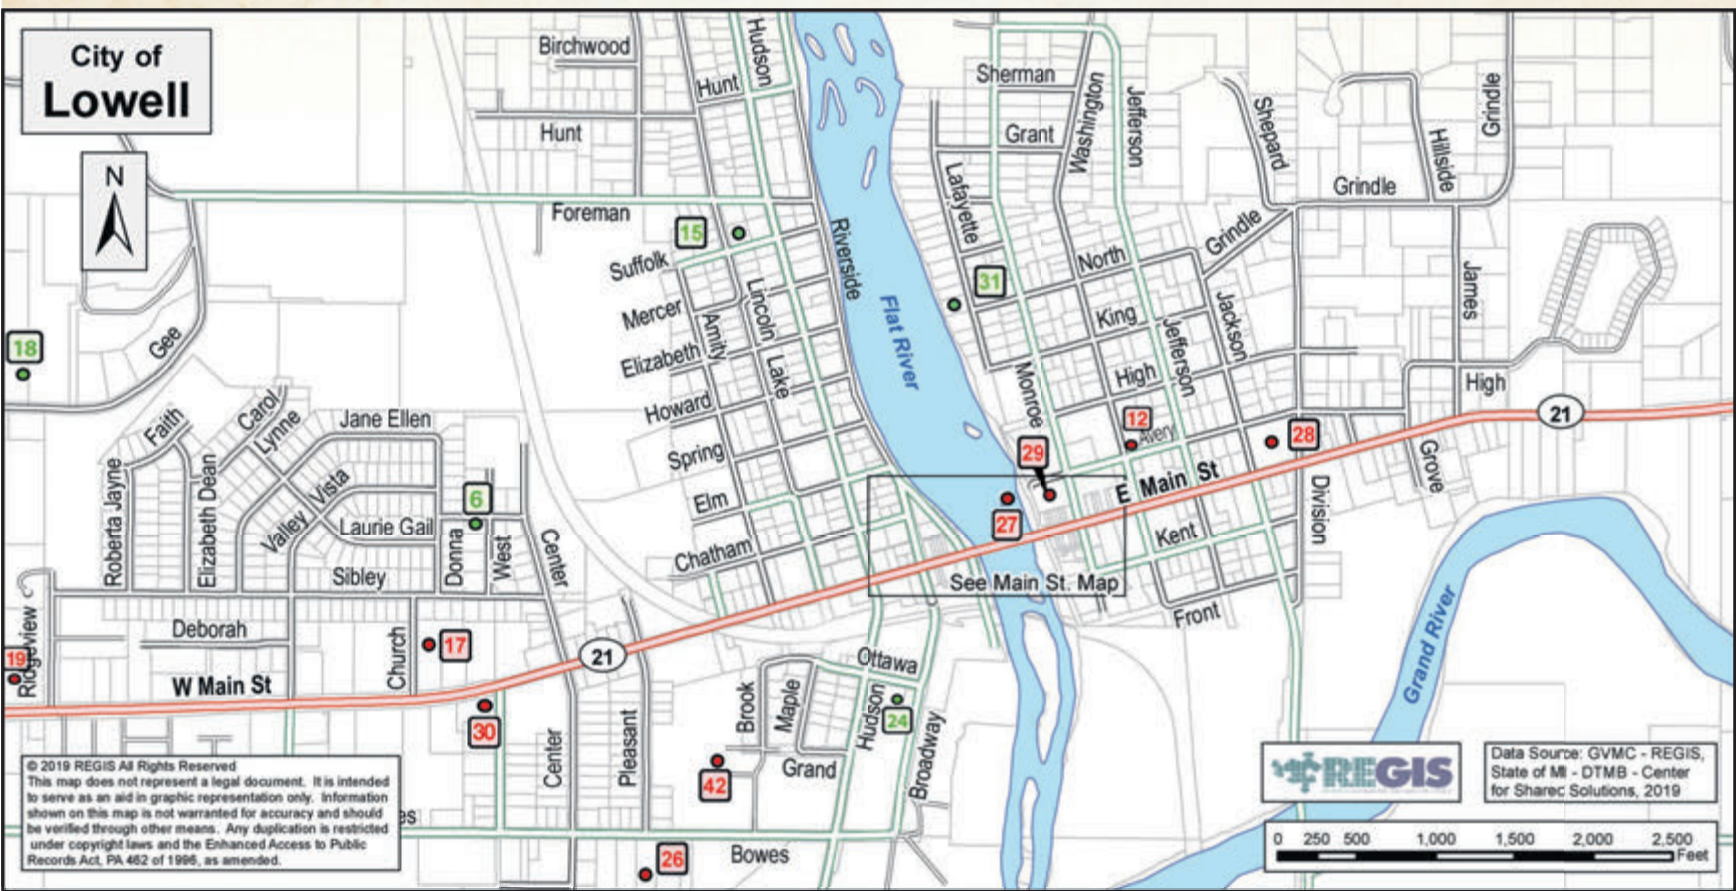 City of
Lowell
N
Birchwood
Hudson
Hunt
Hunt
Foreman
Sherman
Grant
Washington
Jefferson
Shepard
Hillside
Grindle
Grindle
Grindle
Lafayette
Riverside
Flat River
15
Suffolk
Mercer
Lincoln
Amity
Elizabeth
Lake
Howard
Spring
Elm
Chatham
31
North
King
Jefferson
Jackson
James
High
High
Monroe
18
Gee
Faith
Carol
Lynne
Jane Ellen
Roberta Jayne
Elizabeth Dean
Vista
Valley
Laurie Gail
6
Donna
West
Center
Sibley
12
Avery
29
28
21
Grove
E Main St
27
Kent
Division
See Main St. Map
Front
Grand River
Ridgeview
19
Deborah
Church
17
W Main St
21
30
Center
Pleasant
Brook
Maple
Ottawa
Hudson
24
Broadway
Grand
42
26
Bowes
es
© 2019 REGIS All Rights Reserved
This map does not represent a legal document. It is intended
to serve as an aid in graphic representation only. Information
shown on this map is not warranted for accuracy and should
be verified through other means. Any duplication is restricted
under copyright laws and the Enhanced Access to Public
Records Act, PA 462 of 1996, as amended.
REGIS
Data Source: GVMC - REGIS,
State of MI - DTMB - Center
for Shared Solutions, 2019
0 250 500 1,000 1,500 2,000 2,500
Feet